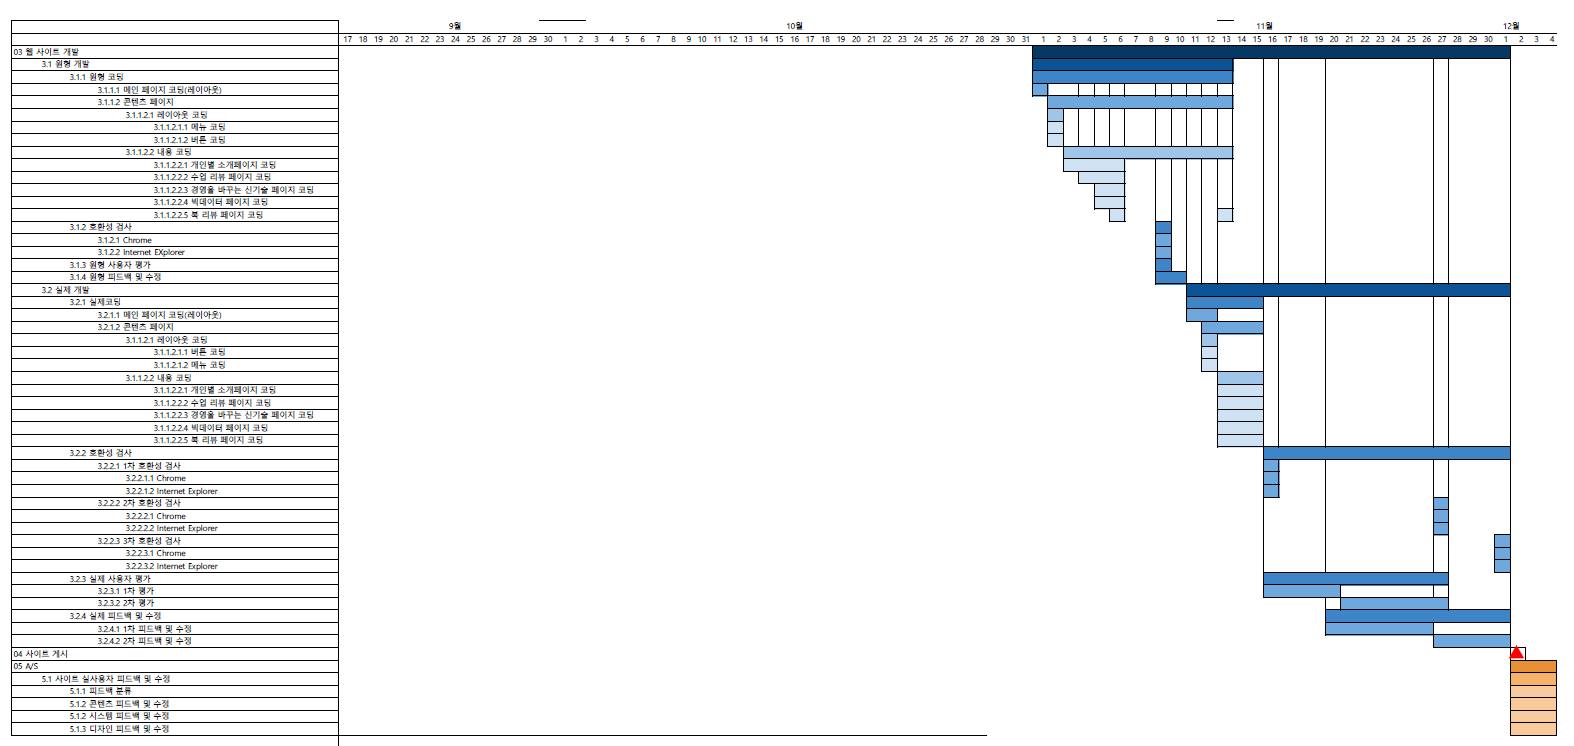 9월 10월 11월 12월
17 18 19 20 21 22 23 24 25 26 27 28 29 30 1 2 3 4 5 6 7 8 9 10 11 12 13 14 15 16 17 18 19 20 21 22 23 24 25 26 27 28 29 30 31 1 2 3 4 5 6 7 8 9 10 11 12 13 14 15 16 17 18 19 20 21 22 23 24 25 26 27 28 29 30 1 2 3 4
03 웹 사이트 개발
3.1 원형 개발
3.1.1 원형 코딩
3.1.1.1 메인 페이지 코딩(레이아웃)
3.1.1.2 콘텐츠 페이지
3.1.1.2.1 레이아웃 코딩
3.1.1.2.1.1 메뉴 코딩
3.1.1.2.1.2 버튼 코딩
3.1.1.2.2 내용 코딩
3.1.1.2.2.1 개인별 소개페이지 코딩
3.1.1.2.2.2 수업 리뷰 페이지 코딩
3.1.1.2.2.3 경영을 바꾸는 신기술 페이지 코딩
3.1.1.2.2.4 빅데이터 페이지 코딩
3.1.1.2.2.5 북 리뷰 페이지 코딩
3.1.2 호환성 검사
3.1.2.1 Chrome
3.1.2.2 Internet EXplorer
3.1.3 원형 사용자 평가
3.1.4 원형 피드백 및 수정
3.2 실제 개발
3.2.1 실제코딩
3.2.1.1 메인 페이지 코딩(레이아웃)
3.2.1.2 콘텐츠 페이지
3.1.1.2.1 레이아웃 코딩
3.1.1.2.1.1 버튼 코딩
3.1.1.2.1.2 메뉴 코딩
3.1.1.2.2 내용 코딩
3.1.1.2.2.1 개인별 소개페이지 코딩
3.1.1.2.2.2 수업 리뷰 페이지 코딩
3.1.1.2.2.3 경영을 바꾸는 신기술 페이지 코딩
3.1.1.2.2.4 빅데이터 페이지 코딩
3.1.1.2.2.5 북 리뷰 페이지 코딩
3.2.2 호환성 검사
3.2.2.1 1차 호환성 검사
3.2.2.1.1 Chrome
3.2.2.1.2 Internet Explorer
3.2.2.2 2차 호환성 검사
3.2.2.2.1 Chrome
3.2.2.2.2 Internet Explorer
3.2.2.3 3차 호환성 검사
3.2.2.3.1 Chrome
3.2.2.3.2 Internet Explorer
3.2.3 실제 사용자 평가
3.2.3.1 1차 평가
3.2.3.2 2차 평가
3.2.4 실제 피드백 및 수정
3.2.4.1 1차 피드백 및 수정
3.2.4.2 2차 피드백 및 수정
04 사이트 게시
05 A/S
5.1 사이트 실사용자 피드백 및 수정
5.1.1 피드백 분류
5.1.2 콘텐츠 피드백 및 수정
5.1.2 시스템 피드백 및 수정
5.1.3 디자인 피드백 및 수정